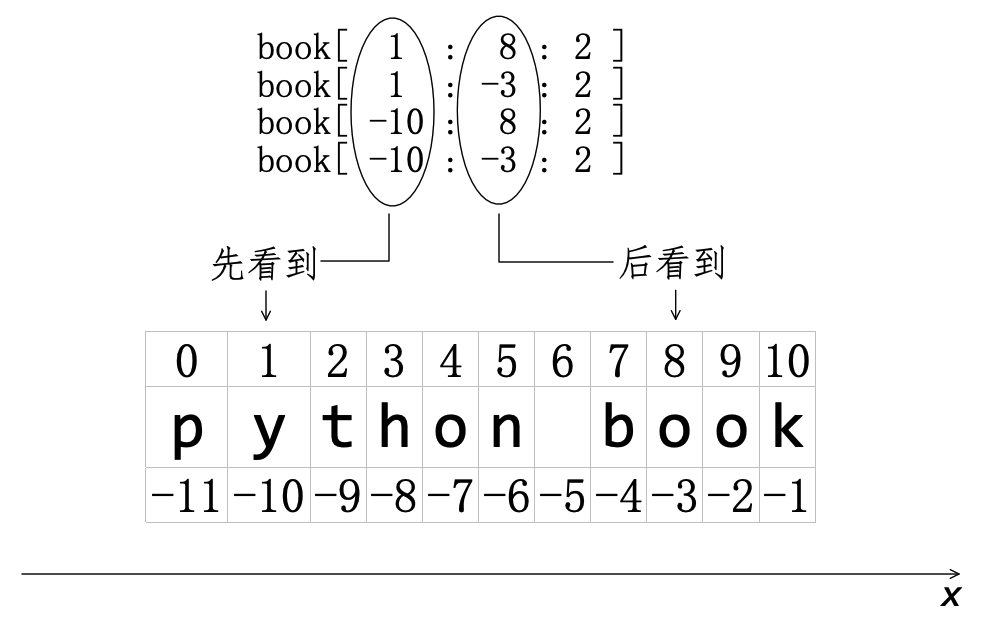 book[ 1 : 8 : 2 ]
book[ 1 : -3 : 2 ]
book[ -10 : 8 : 2 ]
book[ -10 : -3 : 2 ]
先看到 后看到
0 1 2 3 4 5 6 7 8 9 10
p y t h o n b o o k
-11 -10 -9 -8 -7 -6 -5 -4 -3 -2 -1
x